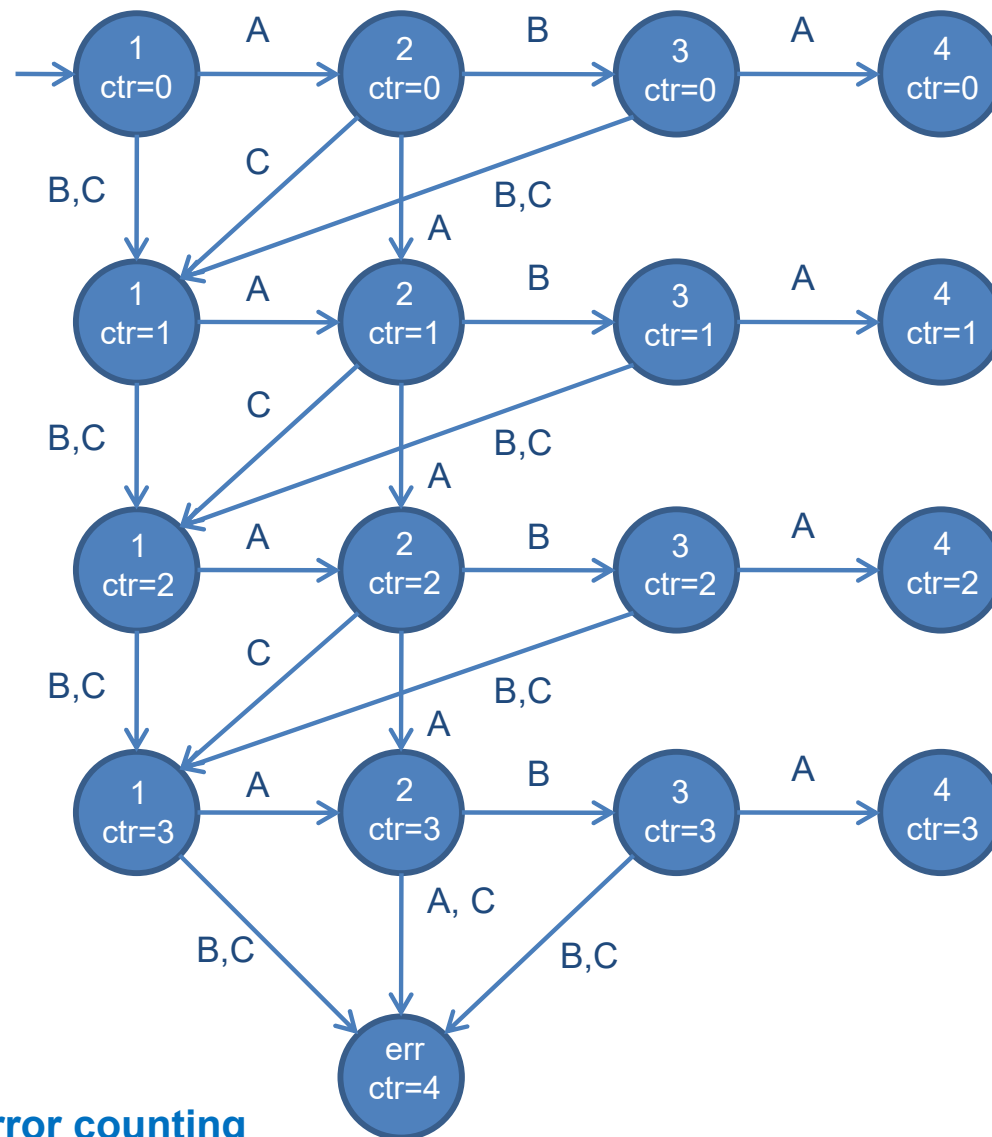 A
B
A
1
ctr=0
2
ctr=0
3
ctr=0
4
ctr=0
C
B,C
B,C
A
A
B
A
1
ctr=1
2
ctr=1
3
ctr=1
4
ctr=1
C
B,C
B,C
A
A
B
A
1
ctr=2
2
ctr=2
3
ctr=2
4
ctr=2
C
B,C
B,C
A
A
B
A
1
ctr=3
2
ctr=3
3
ctr=3
4
ctr=3
A, C
B,C
B,C
err
ctr=4
rror counting